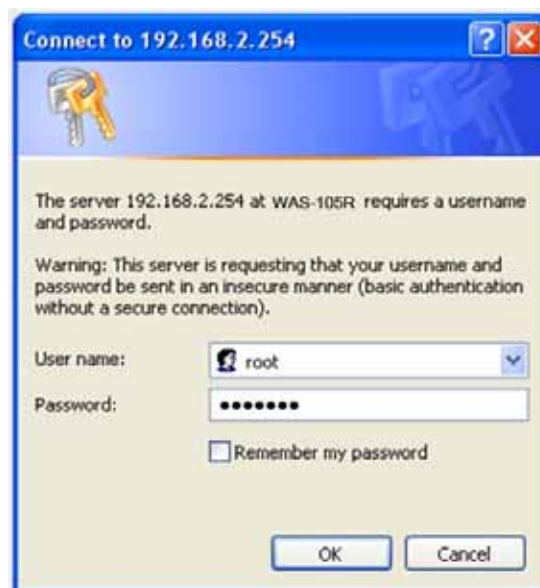 Connect to 192.168.2.254
The server 192.168.2.254 at WAS-105R requires a username
and password.
Warning: This server is requesting that your username and
password be sent in an insecure manner (basic authentication
without a secure connection).
User name:
root
Password:
•••••••
Remember my password
OK
Cancel